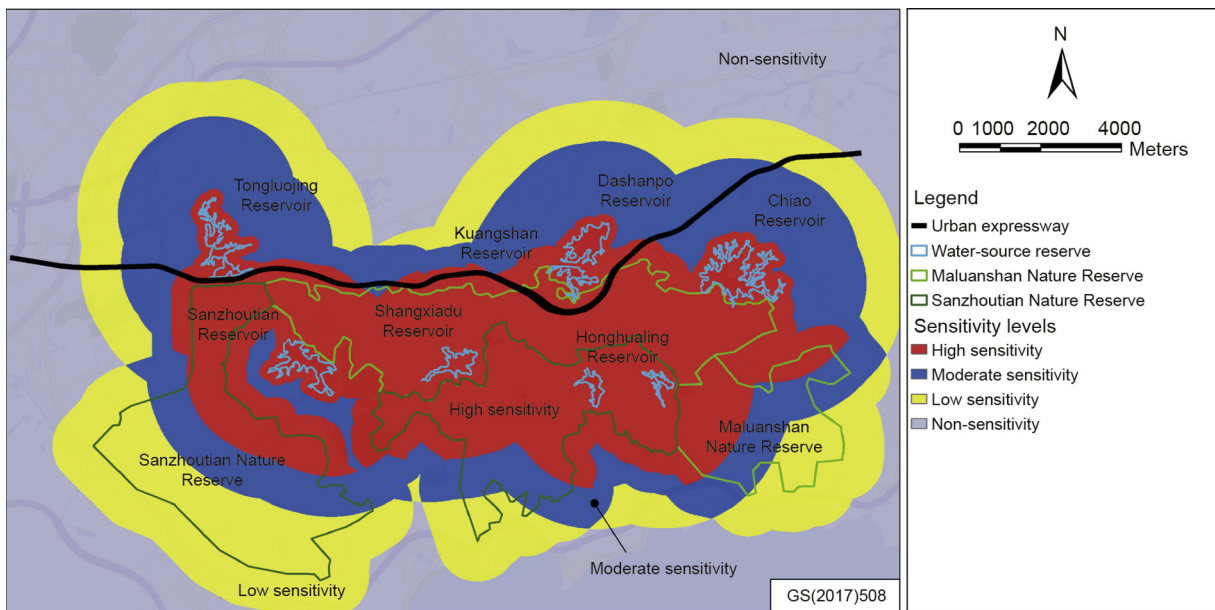 Non-sensitivity
Tongluojing
Reservoir
Dashanpo
Reservoir
Chiao
Reservoir
Kuangshan
Reservoir
Sanzhoutian
Reservoir
Shangxiadu
Reservoir
Honghualing
Reservoir
High sensitivity
Maluanshan
Nature Reserve
Sanzhoutian Nature
Reserve
Moderate sensitivity
Low sensitivity
GS(2017)508
N
0 1000 2000 4000
Meters
Legend
Urban expressway
Water-source reserve
Maluanshan Nature Reserve
Sanzhoutian Nature Reserve
Sensitivity levels
High sensitivity
Moderate sensitivity
Low sensitivity
Non-sensitivity